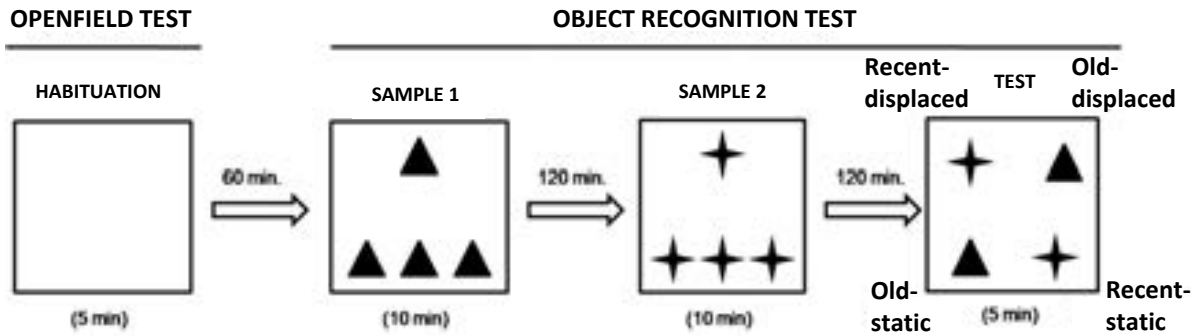 OPENFIELD TEST
OBJECT RECOGNITION TEST
HABITUATION
SAMPLE 1
SAMPLE 2
Recent-
displaced
TEST
Old-
displaced
60 min.
120 min.
120 min.
Old-
static
Recent-
static
(5 min)
(10 min)
(10 min)
(5 min)